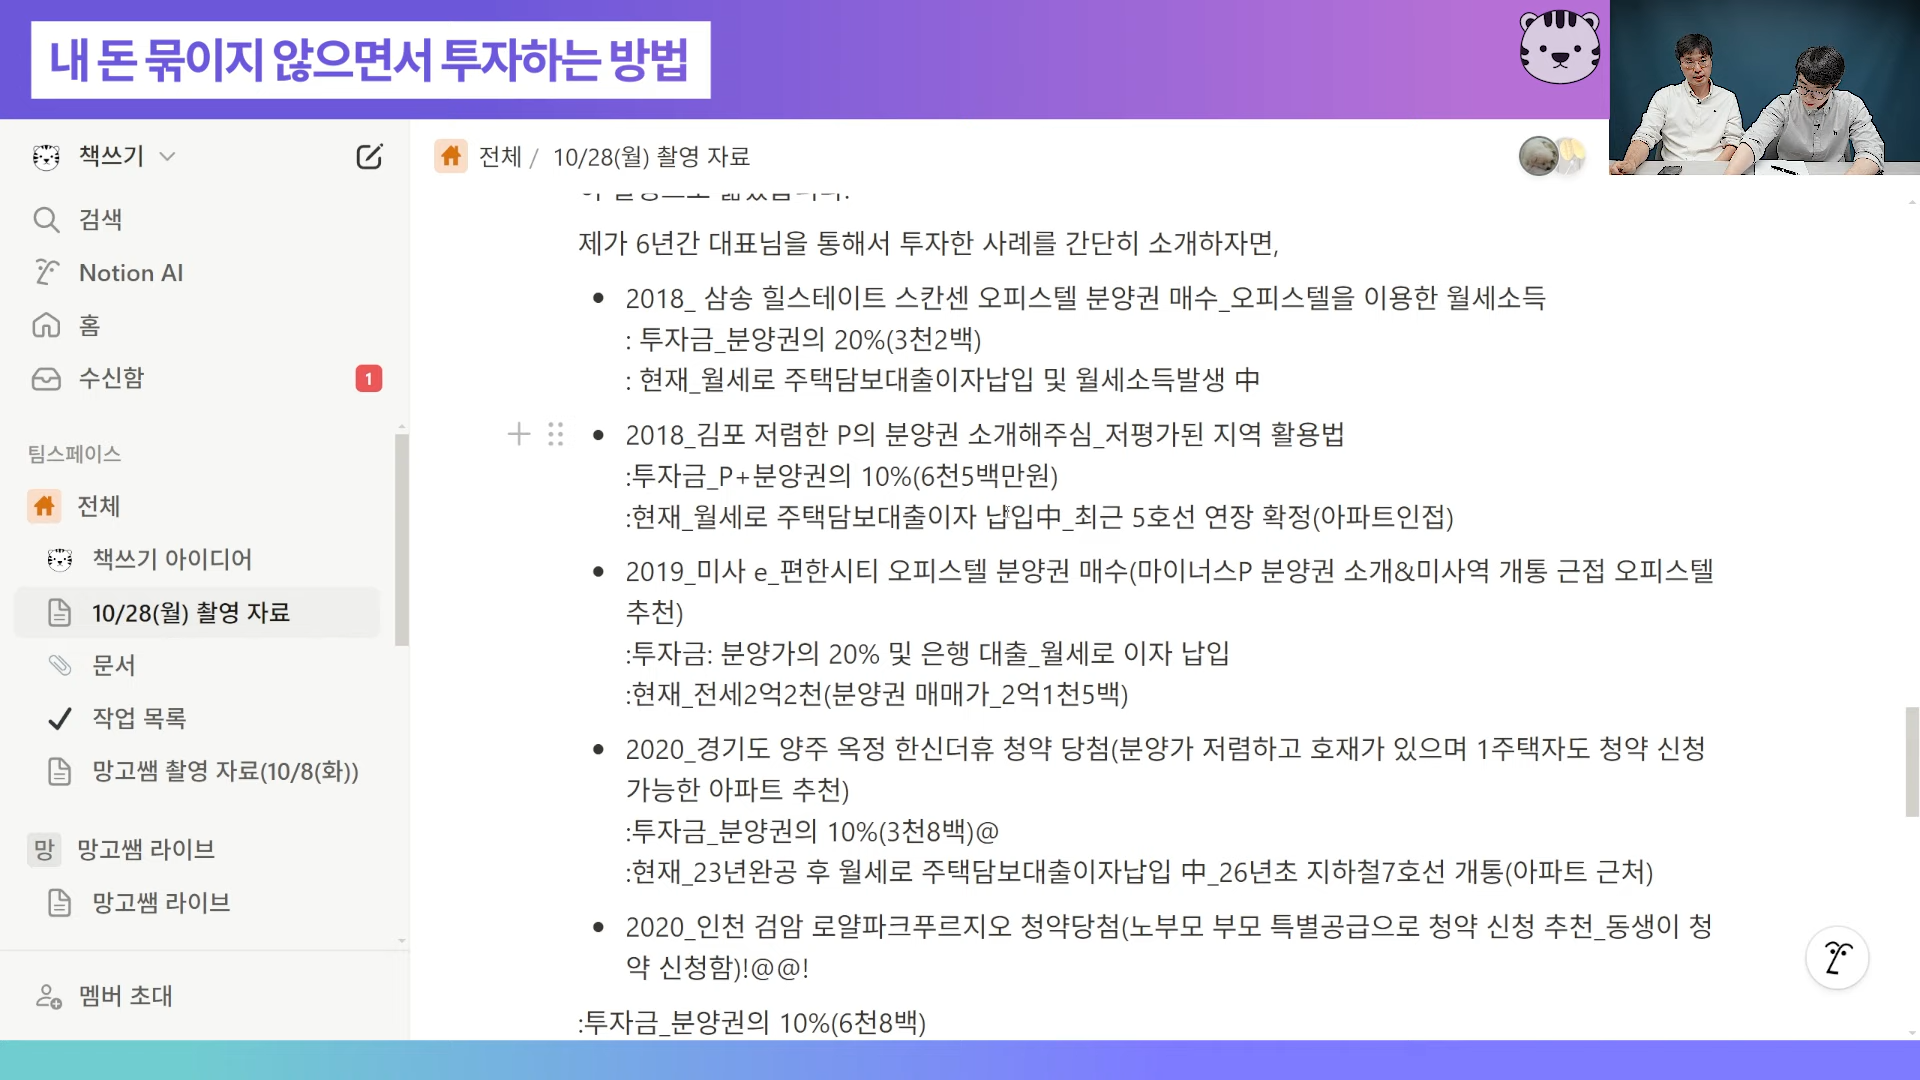 내 돈 묶이지 않으면서 투자하는 방법
책쓰기
검색
Notion AI
홈
수신함
1
팀스페이스
전체
책쓰기 아이디어
10/28(월) 촬영 자료
문서
작업 목록
망고쌤 촬영 자료(10/8(화))
망 망고쌤 라이브
망고쌤 라이브
멤버 초대
전체 / 10/28(월) 촬영 자료
제가 6년간 대표님을 통해서 투자한 사례를 간단히 소개하자면,
• 2018_ 삼송 힐스테이트 스칸센 오피스텔 분양권 매수_오피스텔을 이용한 월세소득
: 투자금_분양권의 20%(3천2백)
: 현재_월세로 주택담보대출이자납입 및 월세소득발생 中
• 2018_김포 저렴한 P의 분양권 소개해주심_저평가된 지역 활용법
:투자금_P+분양권의 10%(6천5백만원)
:현재_월세로 주택담보대출이자 납입中_최근 5호선 연장 확정(아파트인접)
• 2019_미사 e_편한시티 오피스텔 분양권 매수(마이너스P 분양권 소개&미사역 개통 근접 오피스텔
추천)
:투자금: 분양가의 20% 및 은행 대출_월세로 이자 납입
:현재_전세2억2천(분양권 매매가_2억1천5백)
• 2020_경기도 양주 옥정 한신더휴 청약 당첨(분양가 저렴하고 호재가 있으며 1주택자도 청약 신청
가능한 아파트 추천)
:투자금_분양권의 10%(3천8백)@
:현재_23년완공 후 월세로 주택담보대출이자납입 中_26년초 지하철7호선 개통(아파트 근처)
• 2020_인천 검암 로얄파크푸르지오 청약당첨(노부모 부모 특별공급으로 청약 신청 추천_동생이 청
약 신청함)!@@!
:투자금_분양권의 10%(6천8백)